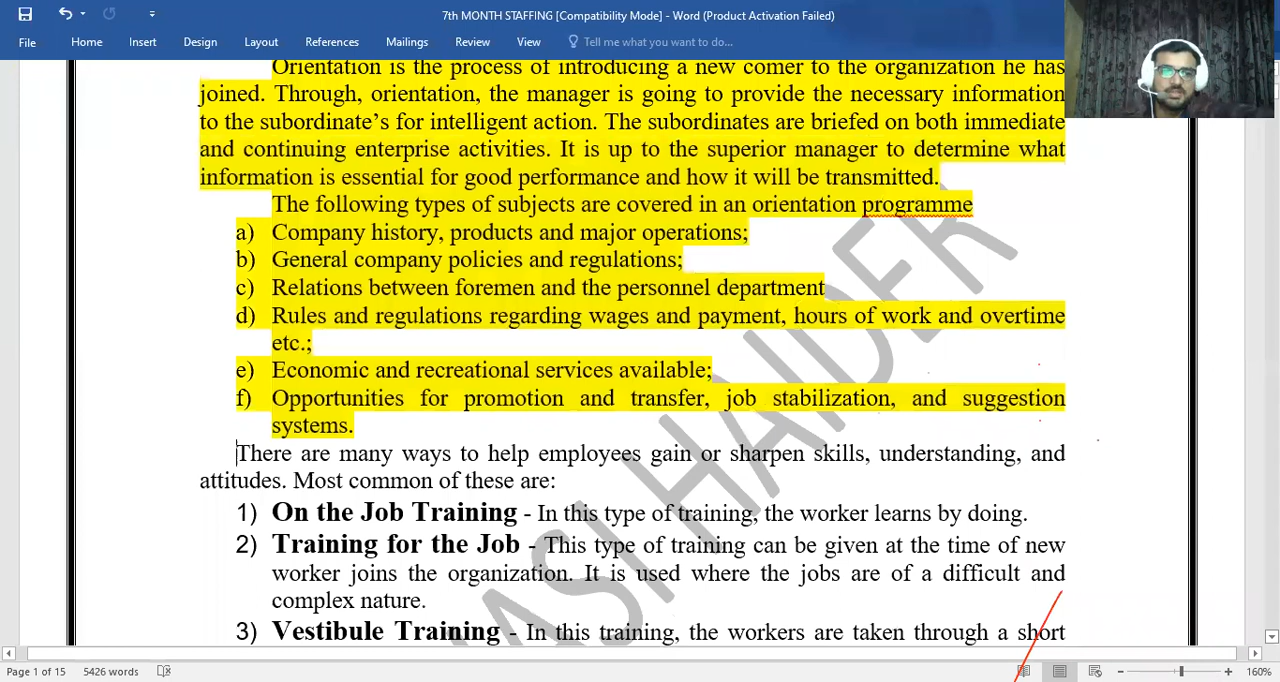 7th MONTH STAFFING [Compatibility Mode] - Word (Product Activation Failed)
File Home Insert Design Layout References Mailings Review View Tell me what you want to do...
Orientation is the process of introducing a new comer to the organization he has
joined. Through, orientation, the manager is going to provide the necessary information
to the subordinate’s for intelligent action. The subordinates are briefed on both immediate
and continuing enterprise activities. It is up to the superior manager to determine what
information is essential for good performance and how it will be transmitted.
The following types of subjects are covered in an orientation programme
a) Company history, products and major operations;
b) General company policies and regulations;
c) Relations between foremen and the personnel department
d) Rules and regulations regarding wages and payment, hours of work and overtime
etc.;
e) Economic and recreational services available;
f) Opportunities for promotion and transfer, job stabilization, and suggestion
systems.
There are many ways to help employees gain or sharpen skills, understanding, and
attitudes. Most common of these are:
1) On the Job Training - In this type of training, the worker learns by doing.
2) Training for the Job - This type of training can be given at the time of new
worker joins the organization. It is used where the jobs are of a difficult and
complex nature.
3) Vestibule Training - In this training, the workers are taken through a short
HAIDER
Page 1 of 15 5426 words 160%